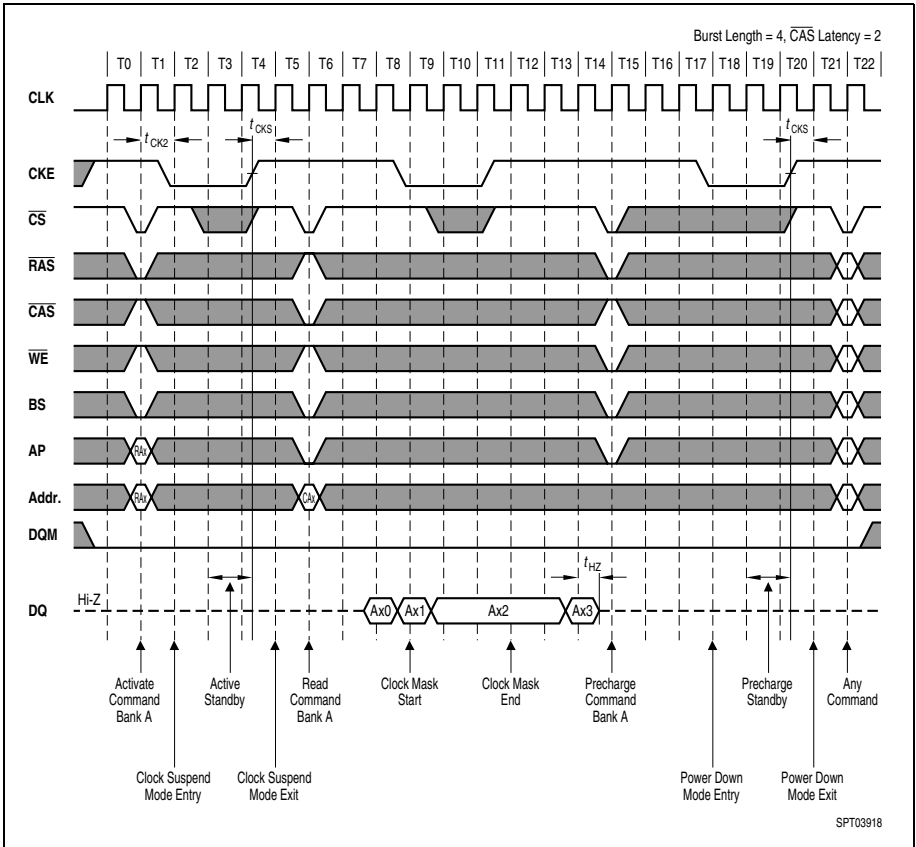 Burst Length = 4, CAS Latency = 2
T0 T1 T2 T3 T4 T5 T6 T7 T8 T9 T10 T11 T12 T13 T14 T15 T16 T17 T18 T19 T20 T21 T22
CLK
t CK2
t CKS
t CKS
CKE
CS
RAS
CAS
WE
BS
AP
RAx
Addr.
RAx
CAx
DQM
t HZ
DQ
Hi-Z
Ax0
Ax1
Ax2
Ax3
Activate
Command
Bank A
Active
Standby
Read
Command
Bank A
Clock Mask
Start
Clock Mask
End
Precharge
Command
Bank A
Precharge
Standby
Any
Command
Clock Suspend
Mode Entry
Clock Suspend
Mode Exit
Power Down
Mode Entry
Power Down
Mode Exit
SPT03918